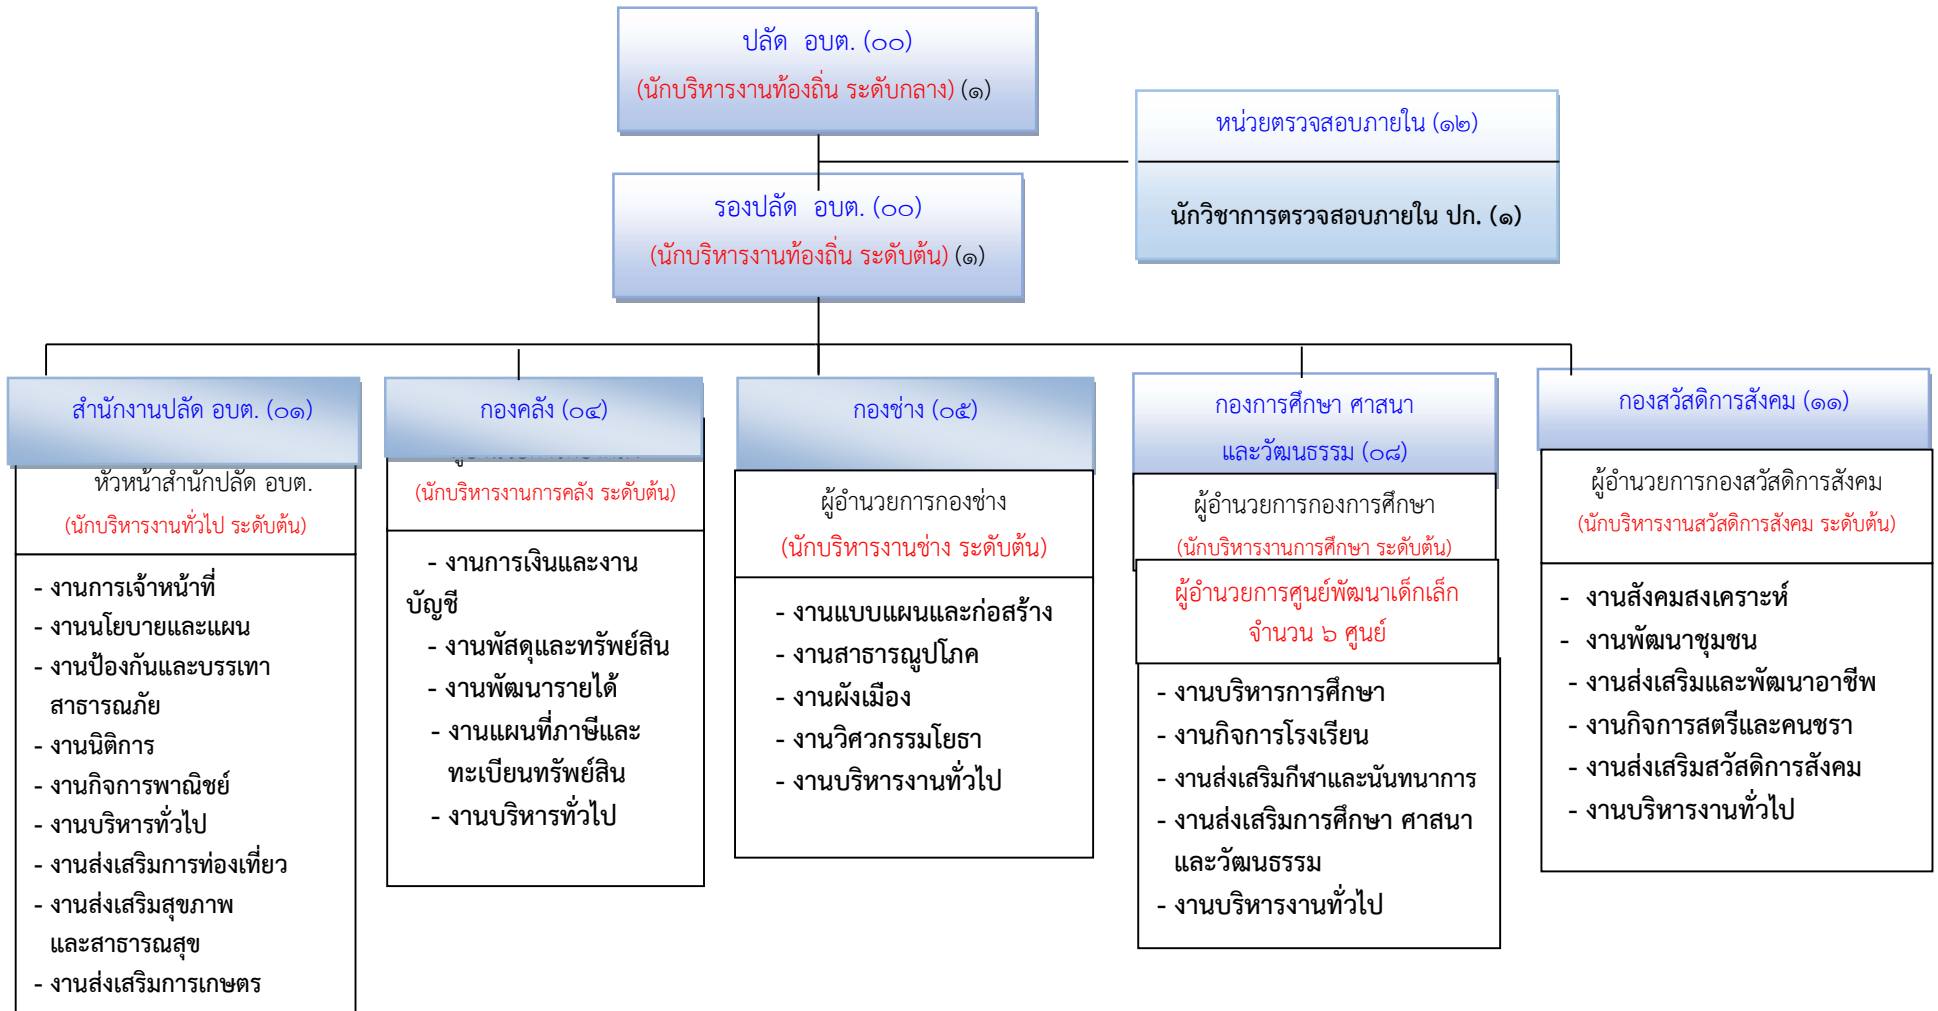 ปลัด อบต. (๐๐)
(นักบริหารงานท้องถิ่น ระดับกลาง) (๑)
หน่วยตรวจสอบภายใน (๑๒)
นักวิชาการตรวจสอบภายใน ปก. (๑)
รองปลัด อบต. (๐๐)
(นักบริหารงานท้องถิ่น ระดับต้น) (๑)
สำนักงานปลัด อบต. (๐๑)
หัวหน้าสำนักปลัด อบต.
(นักบริหารงานทั่วไป ระดับต้น)
- งานการเจ้าหน้าที่
- งานนโยบายและแผน
- งานป้องกันและบรรเทา
สาธารณภัย
- งานนิติการ
- งานกิจการพาณิชย์
- งานบริหารทั่วไป
- งานส่งเสริมการท่องเที่ยว
- งานส่งเสริมสุขภาพ
และสาธารณสุข
- งานส่งเสริมการเกษตร
กองคลัง (๐๔)
(นักบริหารงานการคลัง ระดับต้น)
- งานการเงินและงาน
บัญชี
- งานพัสดุและทรัพย์สิน
- งานพัฒนารายได้
- งานแผนที่ภาษีและ
ทะเบียนทรัพย์สิน
- งานบริหารทั่วไป
กองช่าง (๐๕)
ผู้อำนวยการกองช่าง
(นักบริหารงานช่าง ระดับต้น)
- งานแบบแผนและก่อสร้าง
- งานสาธารณูปโภค
- งานผังเมือง
- งานวิศวกรรมโยธา
- งานบริหารงานทั่วไป
กองการศึกษา ศาสนา
และวัฒนธรรม (๐๘)
ผู้อำนวยการกองการศึกษา
(นักบริหารงานการศึกษา ระดับต้น)
ผู้อำนวยการศูนย์พัฒนาเด็กเล็ก
จำนวน ๖ ศูนย์
- งานบริหารการศึกษา
- งานกิจการโรงเรียน
- งานส่งเสริมกีฬาและนันทนาการ
- งานส่งเสริมการศึกษา ศาสนา
และวัฒนธรรม
- งานบริหารงานทั่วไป
กองสวัสดิการสังคม (๑๑)
ผู้อำนวยการกองสวัสดิการสังคม
(นักบริหารงานสวัสดิการสังคม ระดับต้น)
- งานสังคมสงเคราะห์
- งานพัฒนาชุมชน
- งานส่งเสริมและพัฒนาอาชีพ
- งานกิจการสตรีและคนชรา
- งานส่งเสริมสวัสดิการสังคม
- งานบริหารงานทั่วไป